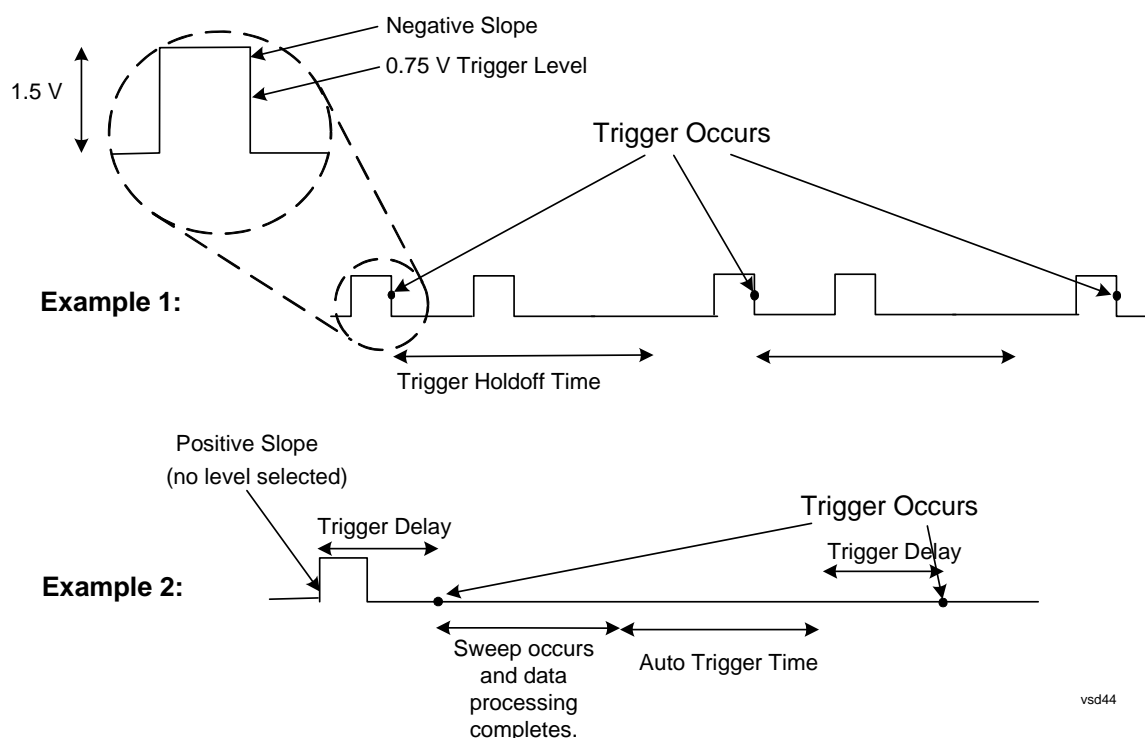 Negative Slope
0.75 V Trigger Level
1.5 V
Trigger Occurs
Example 1:
Trigger Holdoff Time
Positive Slope
(no level selected)
Trigger Delay
Trigger Occurs
Trigger Delay
Example 2:
Sweep occurs
and data
processing
completes.
Auto Trigger Time
vsd44